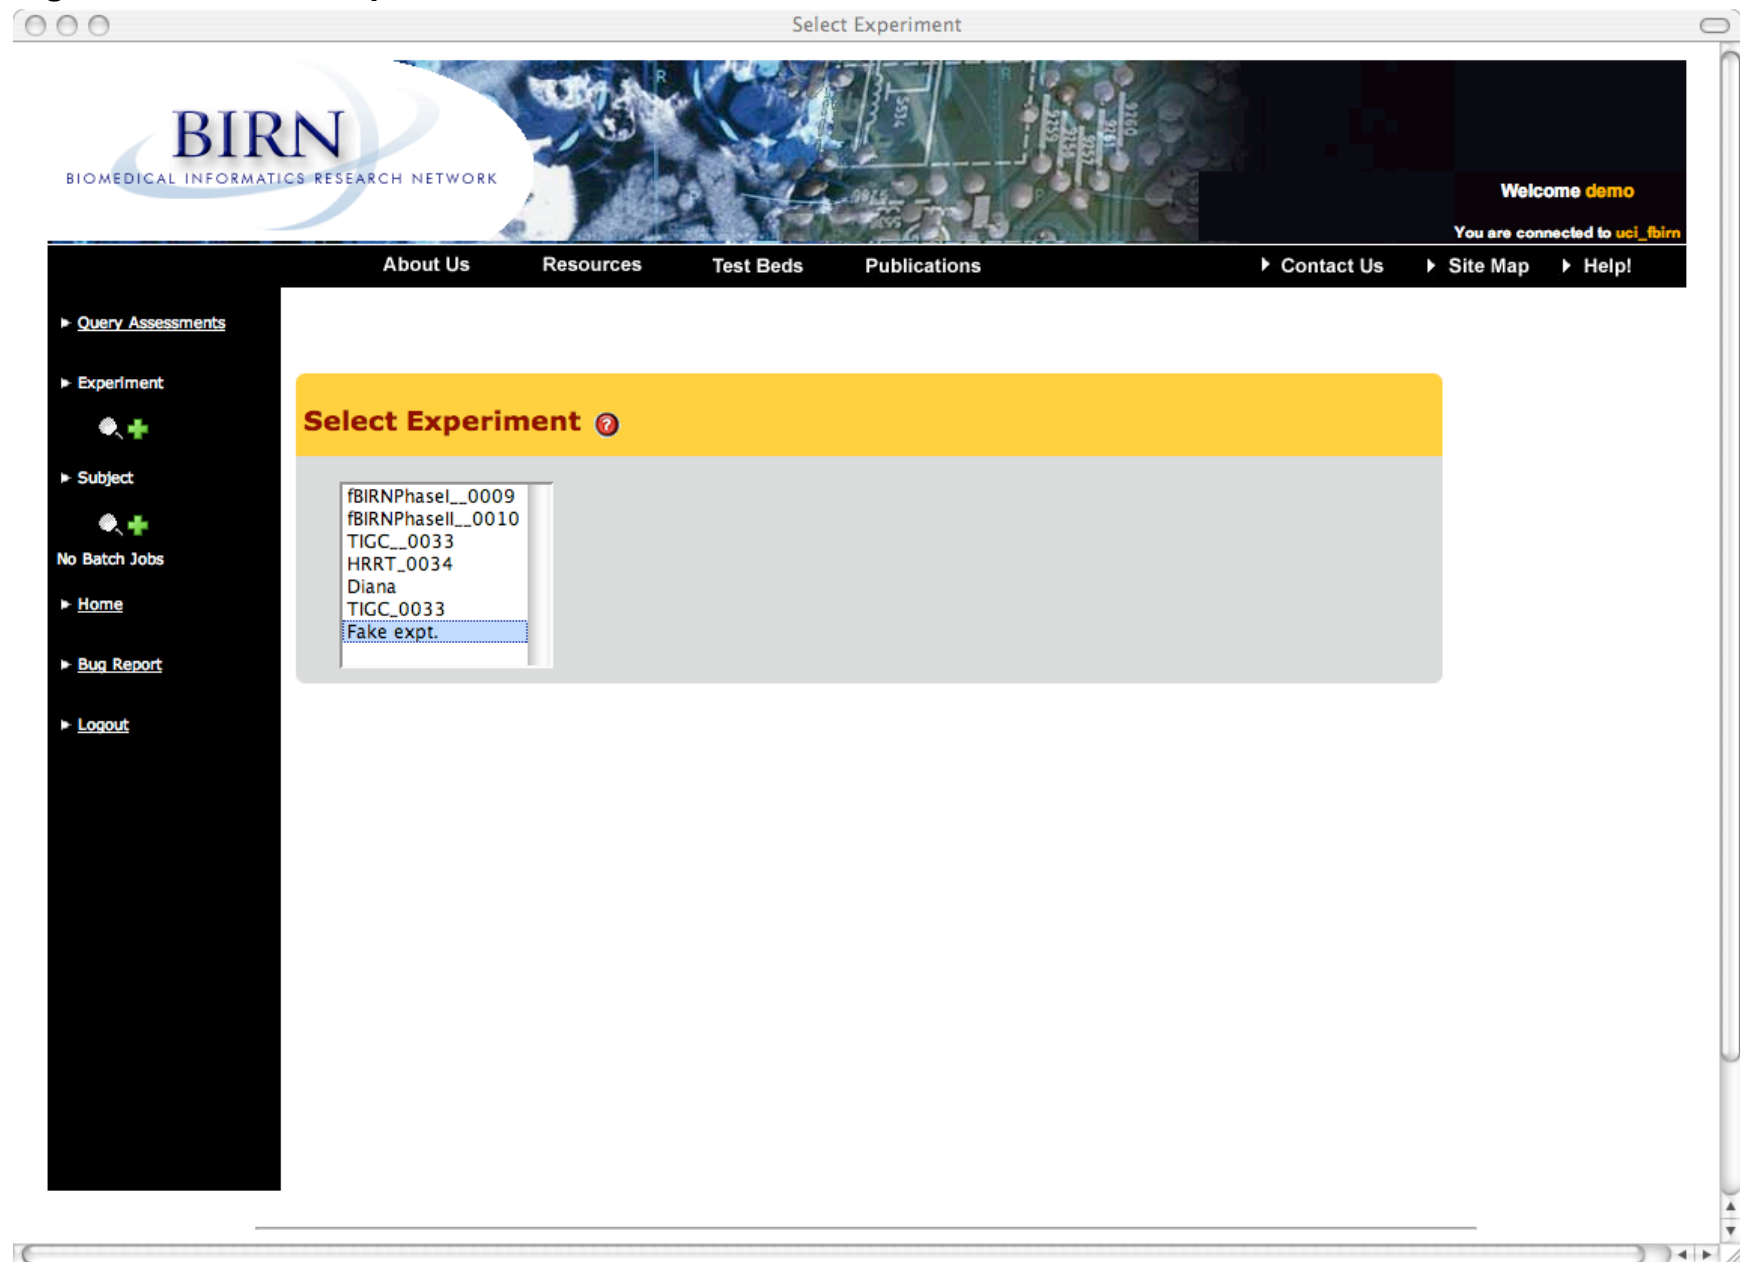 Select Experiment
BIRN
BIOMEDICAL INFORMATICS RESEARCH NETWORK
Welcome demo
You are connected to uci_fbirn
About Us Resources Test Beds Publications Contact Us Site Map Help!
Query Assessments
Experiment
Subject
No Batch Jobs
Home
Bug Report
Logout
Select Experiment ?
fBIRNPhaseI__0009
fBIRNPhaseII__0010
TIGC__0033
HRRT_0034
Diana
TIGC_0033
Fake expt.